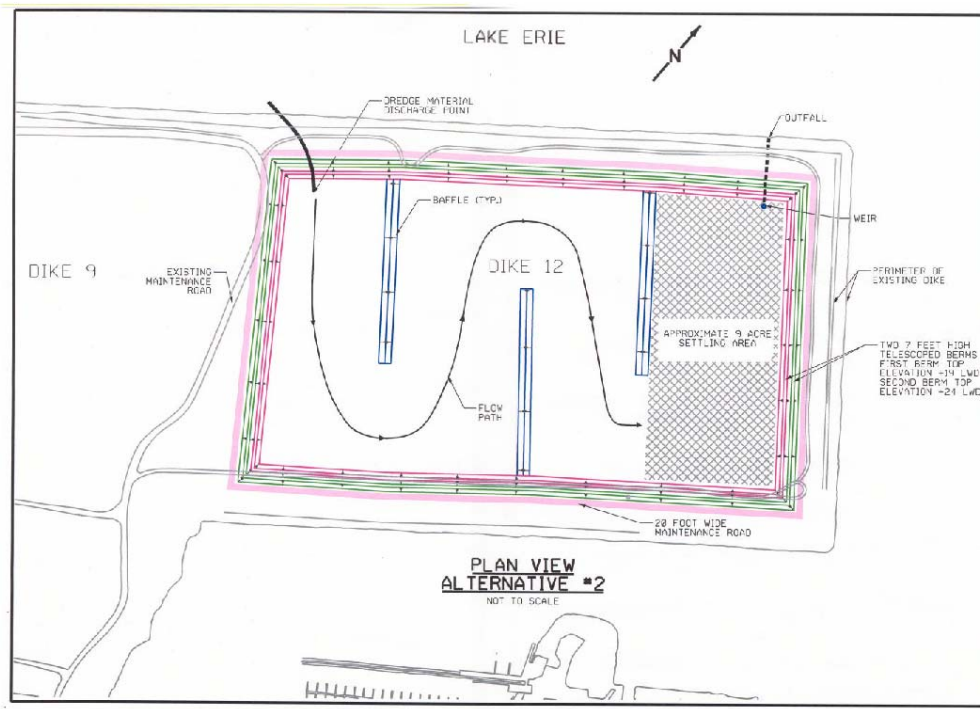 LAKE ERIE
N
DREDGE MATERIAL
DISCHARGE POINT
OUTFALL
BAFFLE (TYP.)
WEIR
DIKE 9
EXISTING
MAINTENANCE
ROAD
DIKE 12
PERIMETER OF
EXISTING DIKE
APPROXIMATE 9 ACRE
SETTLING AREA
TWO 7 FEET HIGH
TELESCOPED BERMS
FIRST BERM TOP
ELEVATION +19 LWD
SECOND BERM TOP
ELEVATION +24 LWD
FLOW
PATH
20 FOOT WIDE
MAINTENANCE ROAD
PLAN VIEW
ALTERNATIVE #2
NOT TO SCALE